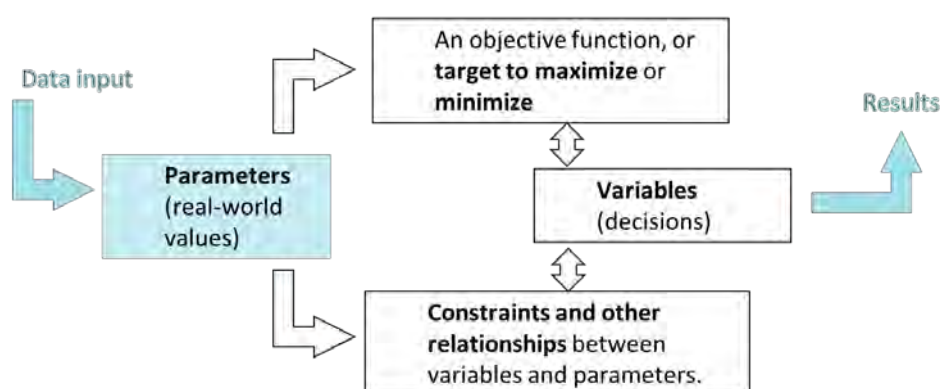 An objective function, or
target to maximize or
minimize
Data input
Results
Parameters
(real-world
values)
Variables
(decisions)
Constraints and other
relationships between
variables and parameters.